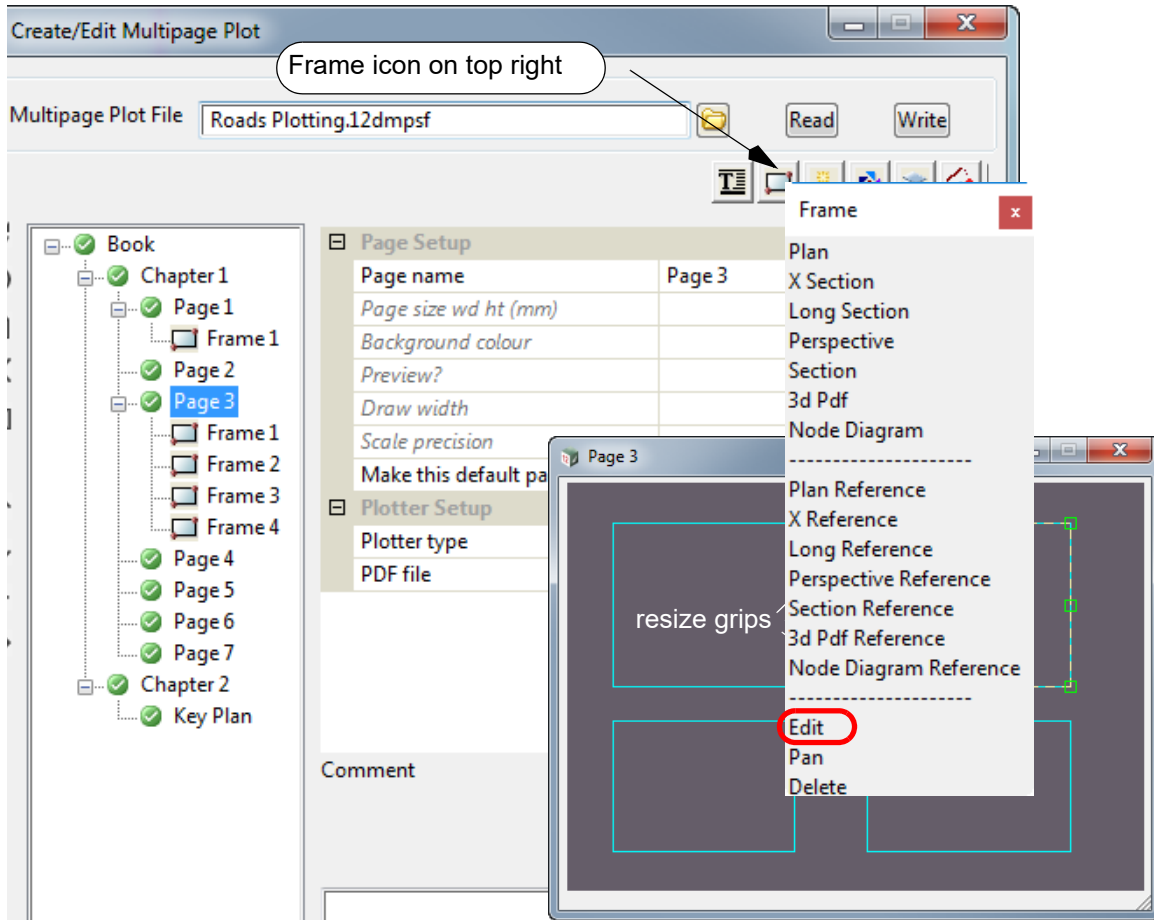 Create/Edit Multipage Plot
Frame icon on top right
Multipage Plot File
Roads Plotting.12dmpsf
Read
Write
T
Book
Chapter 1
Page 1
Frame 1
Page 2
Page 3
Frame 1
Frame 2
Frame 3
Frame 4
Page 4
Page 5
Page 6
Page 7
Chapter 2
Key Plan
Page Setup
Page name
Page 3
Page size wd ht (mm)
Background colour
Preview?
Draw width
Scale precision
Make this default pa
Plotter Setup
Plotter type
PDF file
Comment
Frame
x
Plan
X Section
Long Section
Perspective
Section
3d Pdf
Node Diagram
---------------------
Plan Reference
X Reference
Long Reference
Perspective Reference
Section Reference
3d Pdf Reference
Node Diagram Reference
---------------------
Edit
Pan
Delete
Page 3
resize grips